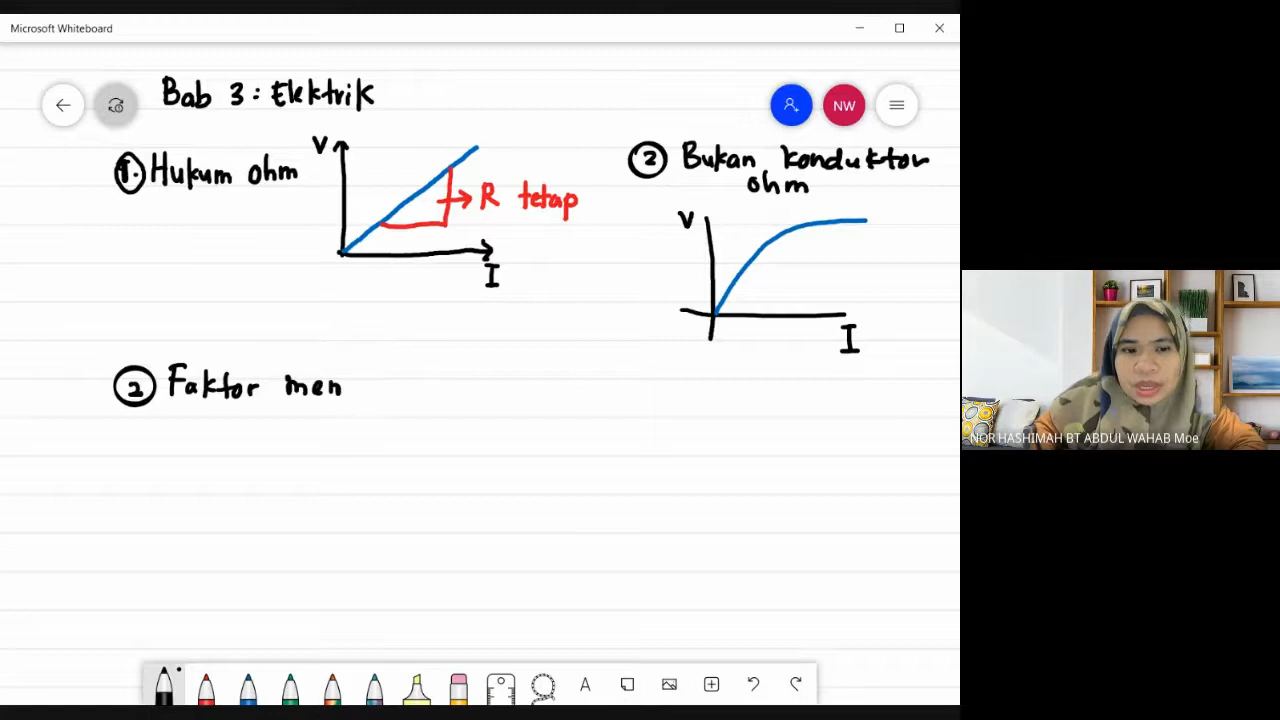 Microsoft Whiteboard
Bab 3 : Elektrik
NW
1. Hukum ohm
V
R tetap
I
2 Bukan konduktor
ohm
V
I
2 Faktor men
NOR HASHIMAH BT ABDUL WAHAB Moe
A